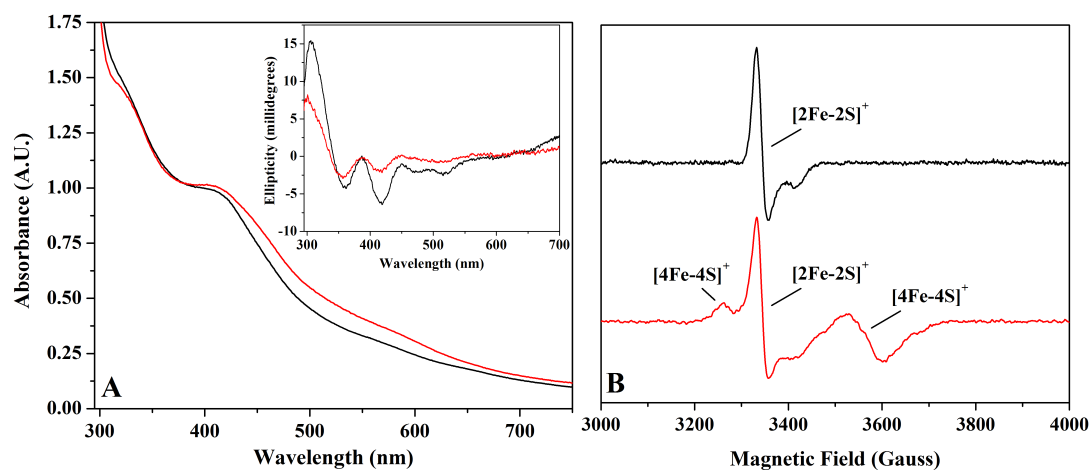 1.75
1.50
1.25
1.00
0.75
0.50
0.25
0.00
Absorbance (A.U.)
300 400 500 600 700
Wavelength (nm)
A
15
10
5
0
-5
-10
Ellipticity (millidegrees)
300 400 500 600 700
Wavelength (nm)
[2Fe-2S]⁺
[4Fe-4S]⁺
[2Fe-2S]⁺
[4Fe-4S]⁺
B
3000 3200 3400 3600 3800 4000
Magnetic Field (Gauss)